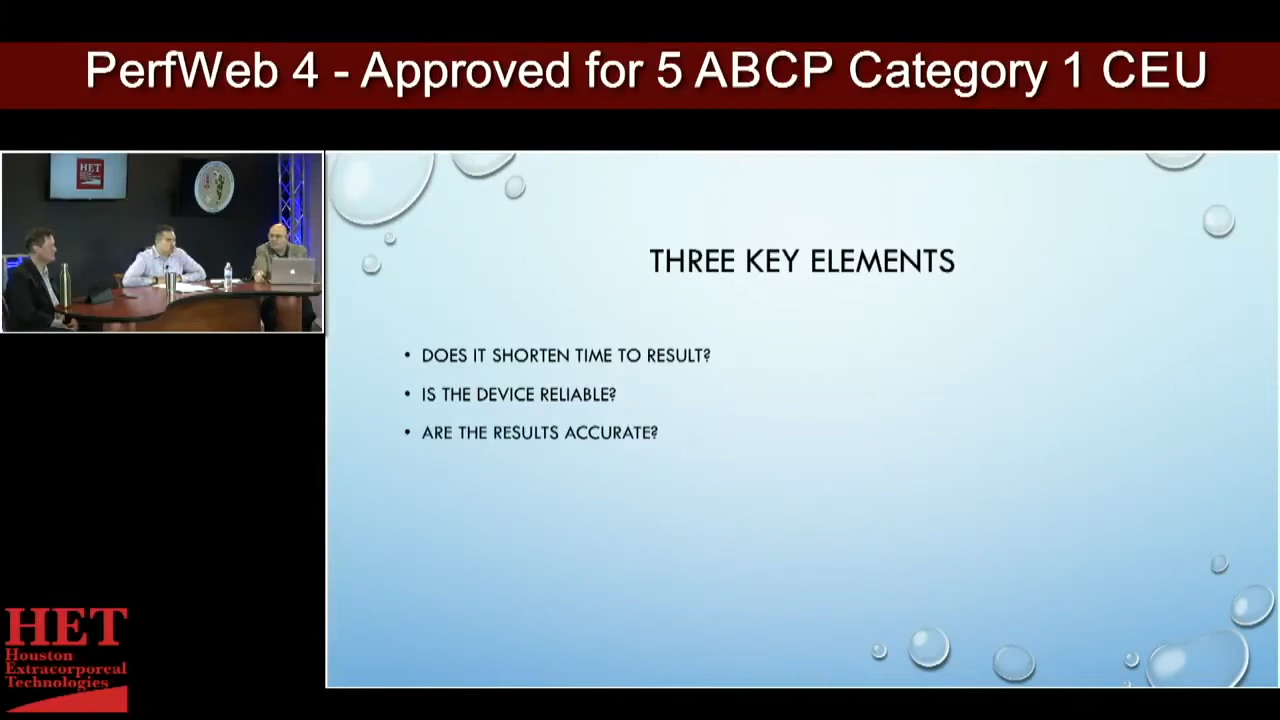 PerfWeb 4 - Approved for 5 ABCP Category 1 CEU
HET
THREE KEY ELEMENTS
• DOES IT SHORTEN TIME TO RESULT?
• IS THE DEVICE RELIABLE?
• ARE THE RESULTS ACCURATE?
HET
Houston
Extracorporeal
Technologies